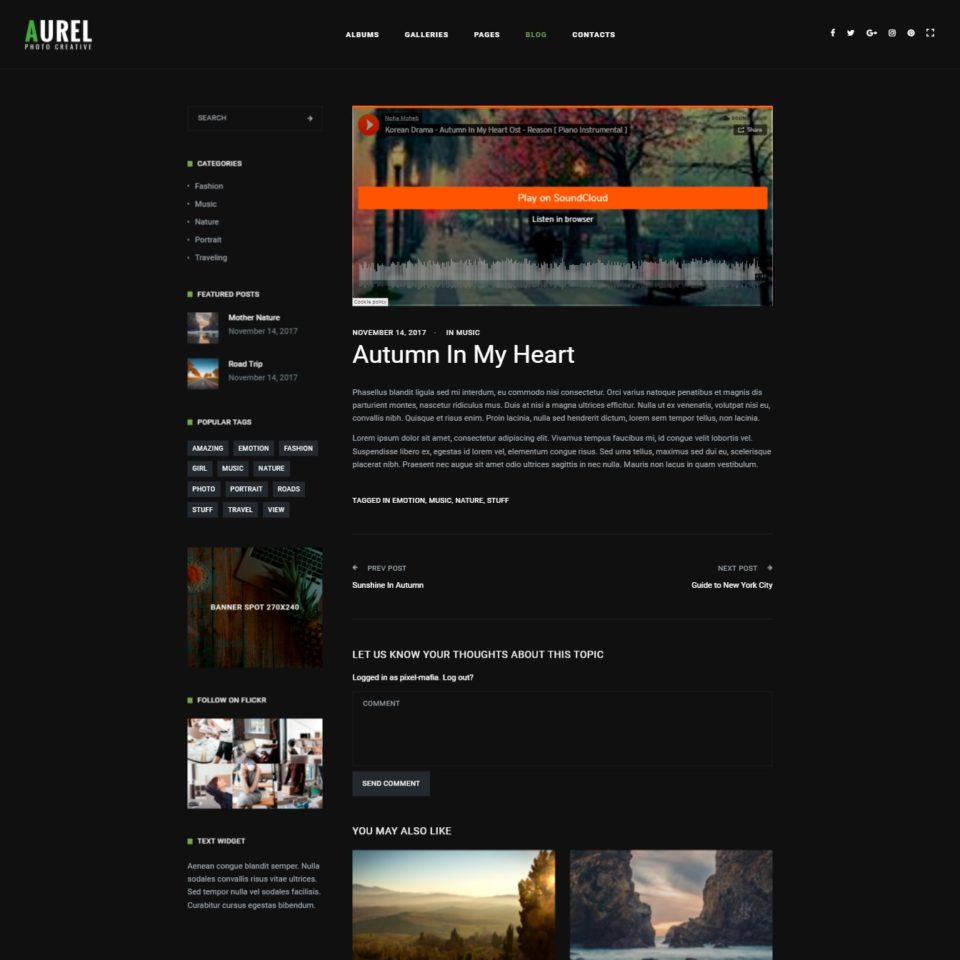 AUREL
PHOTO CREATIVE
ALBUMS
GALLERIES
PAGES
BLOG
CONTACTS
SEARCH
CATEGORIES
Fashion
Music
Nature
Portrait
Traveling
FEATURED POSTS
Mother Nature
November 14, 2017
Road Trip
November 14, 2017
POPULAR TAGS
AMAZING EMOTION FASHION
GIRL MUSIC NATURE
PHOTO PORTRAIT ROADS
STUFF TRAVEL VIEW
BANNER SPOT 270X240
FOLLOW ON FLICKR
TEXT WIDGET
Aenean congue blandit semper. Nulla
sodales convallis risus vitae ultrices.
Sed tempor nulla vel sodales facilisis.
Curabitur cursus egestas bibendum.
SOUNDCLOUD
Korean Drama - Autumn In My Heart Ost - Reason [ Piano Instrumental ]
Share
Play on SoundCloud
Listen in browser
Cookie policy
NOVEMBER 14, 2017 · IN MUSIC
Autumn In My Heart
Phasellus blandit ligula sed mi interdum, eu commodo nisi consectetur. Orci varius natoque penatibus et magnis dis
parturient montes, nascetur ridiculus mus. Duis at nisi a magna ultrices efficitur. Nulla ut ex venenatis, volutpat nisi eu,
convallis nibh. Quisque et risus enim. Proin lacinia, nulla sed hendrerit dictum, lorem sem tempor tellus, non lacinia.
Lorem ipsum dolor sit amet, consectetur adipiscing elit. Vivamus tempus faucibus mi, id congue velit lobortis vel.
Suspendisse libero ex, egestas id lorem vel, elementum congue risus. Sed urna tellus, maximus sed dui eu, scelerisque
placerat nibh. Praesent nec augue sit amet odio ultrices sagittis in nec nulla. Mauris non lacus in quam vestibulum.
TAGGED IN EMOTION, MUSIC, NATURE, STUFF
PREV POST
Sunshine In Autumn
NEXT POST
Guide to New York City
LET US KNOW YOUR THOUGHTS ABOUT THIS TOPIC
Logged in as pixel-mafia. Log out?
COMMENT
SEND COMMENT
YOU MAY ALSO LIKE